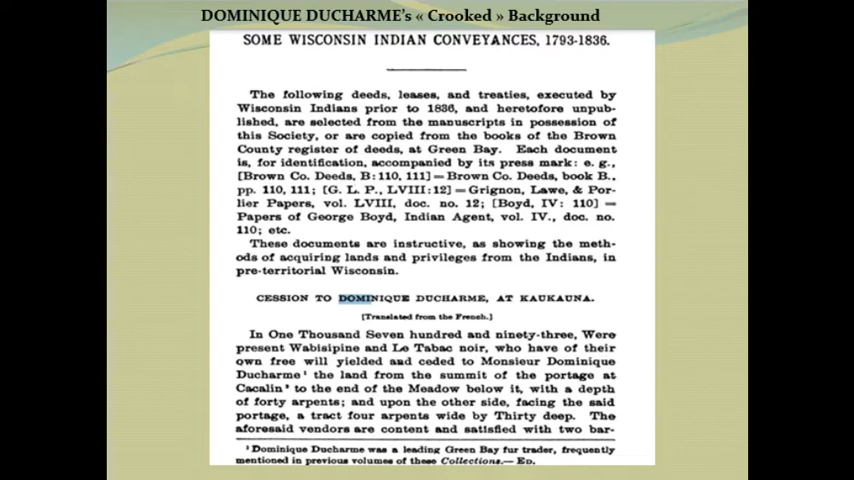 DOMINIQUE DUCHARME's « Crooked » Background
SOME WISCONSIN INDIAN CONVEYANCES, 1793-1836.
The following deeds, leases, and treaties, executed by
Wisconsin Indians prior to 1836, and heretofore unpub-
lished, are selected from the manuscripts in possession of
this Society, or are copied from the books of the Brown
County register of deeds, at Green Bay. Each document
is, for identification, accompanied by its press mark: e. g.,
[Brown Co. Deeds, B: 110, 111] = Brown Co. Deeds, book B.,
pp. 110, 111; [G. L. P., LVIII: 12] = Grignon, Lawe, & Por-
lier Papers, vol. LVIII, doc. no. 12; [Boyd, IV: 110] =
Papers of George Boyd, Indian Agent, vol. IV., doc. no.
110; etc.
These documents are instructive, as showing the meth-
ods of acquiring lands and privileges from the Indians, in
pre-territorial Wisconsin.
CESSION TO DOMINIQUE DUCHARME, AT KAUKAUNA.
[Translated from the French.]
In One Thousand Seven hundred and ninety-three, Were
present Wabisipine and Le Tabac noir, who have of their
own free will yielded and ceded to Monsieur Dominique
Ducharme¹ the land from the summit of the portage at
Cacalin² to the end of the Meadow below it, with a depth
of forty arpents; and upon the other side, facing the said
portage, a tract four arpents wide by Thirty deep. The
aforesaid vendors are content and satisfied with two bar-
¹ Dominique Ducharme was a leading Green Bay fur trader, frequently
mentioned in previous volumes of these Collections.— ED.